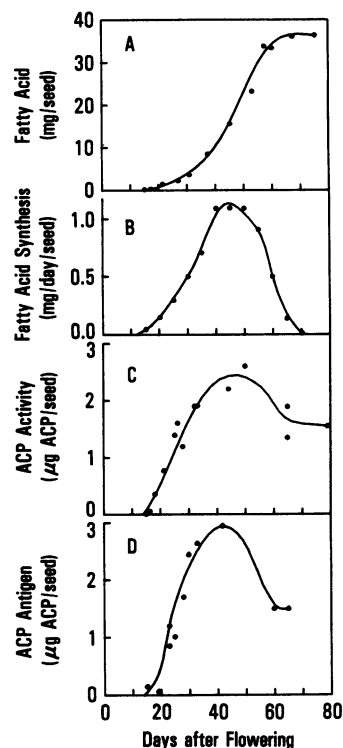 40
30
20
10
0
A
Fatty Acid
(mg/seed)
1.0
0.5
0.0
B
Fatty Acid Synthesis
(mg/day/seed)
3
2
1
0
C
ACP Activity
(µg ACP/seed)
3
2
1
0
D
ACP Antigen
(µg ACP/seed)
0 20 40 60 80
Days after Flowering